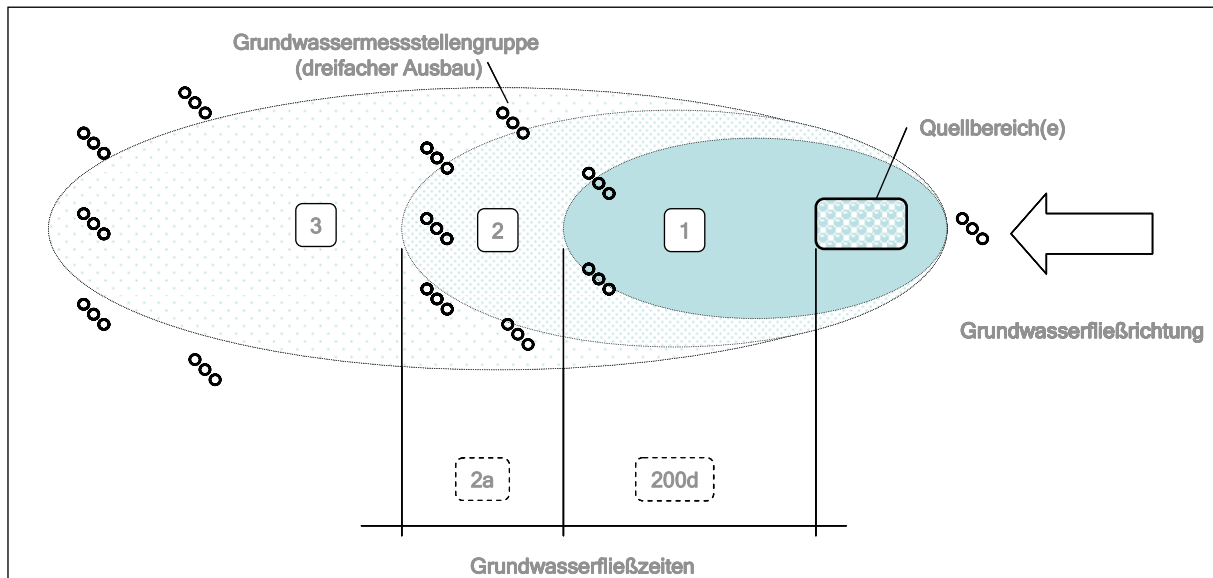 Grundwassermessstellengruppe
(dreifacher Ausbau)
Quellbereich(e)
3
2
1
Grundwasserfließrichtung
2a
200d
Grundwasserfließzeiten